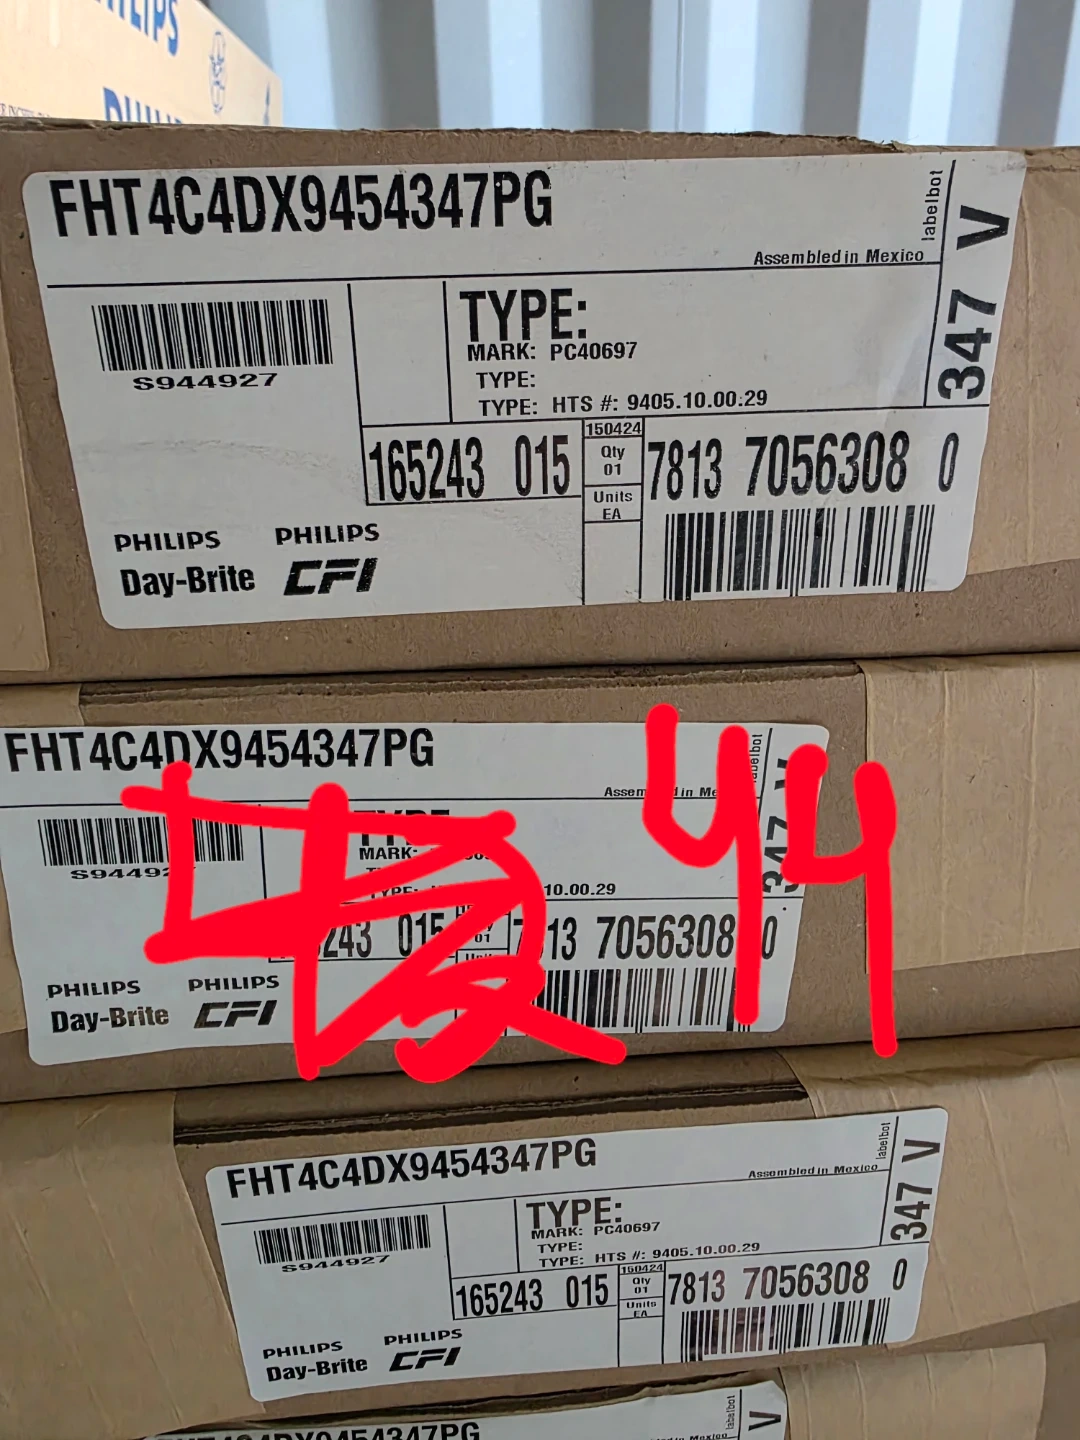 PHILIPS
FHT4C4DX9454347PG
labelbot
Assembled in Mexico
347 V
S944927
TYPE:
MARK: PC40697
TYPE:
TYPE: HTS #: 9405.10.00.29
165243 015
150424
Qty
01
Units
EA
7813 7056308 0
PHILIPS
Day-Brite
PHILIPS
CFI
FHT4C4DX9454347PG
44
TYPE
MARK:
10.00.29
243 015
01
13 7056308 0
PHILIPS
Day-Brite
PHILIPS
CFI
FHT4C4DX9454347PG
labelbot
Assembled in Mexico
347 V
S944927
TYPE:
MARK: PC40697
TYPE:
TYPE: HTS #: 9405.10.00.29
165243 015
150424
Qty
01
Units
EA
7813 7056308 0
PHILIPS
Day-Brite
PHILIPS
CFI
FHT4C4DX9454347PG
labelbot
V